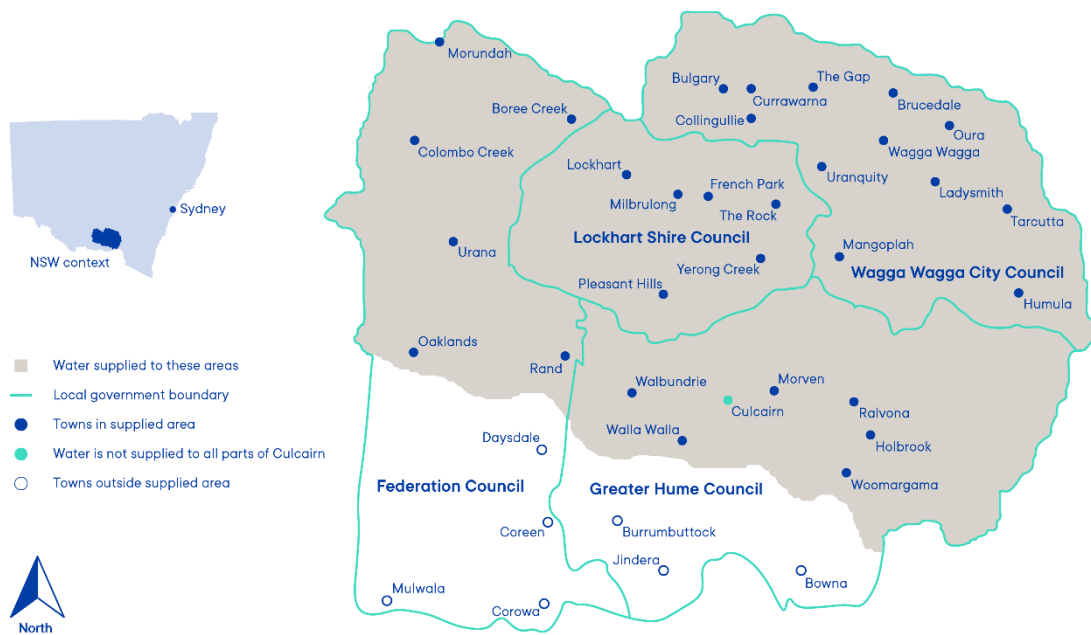 Morundah
Bulgary
The Gap
Currawarna
Brucedale
Boree Creek
Collingullie
Oura
Colombo Creek
Wagga Wagga
Lockhart
Uranquity
French Park
Ladysmith
Milbrulong
The Rock
Tarcutta
Sydney
Lockhart Shire Council
Urana
Mangoplah
NSW context
Yerong Creek
Wagga Wagga City Council
Pleasant Hills
Humula
Oaklands
Rand
Water supplied to these areas
Local government boundary
Towns in supplied area
Water is not supplied to all parts of Culcairn
Towns outside supplied area
Walbundrie
Morven
Culcairn
Ralvona
Walla Walla
Daysdale
Holbrook
Federation Council
Greater Hume Council
Woomargama
Coreen
Burrumbuttock
Jindera
Mulwala
Bowna
Corowa
North